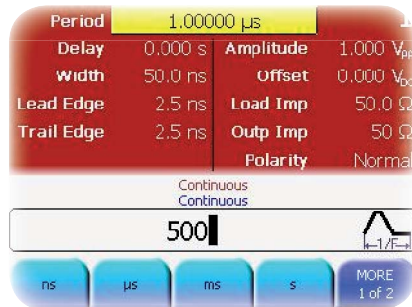 Period 1.00000 µs
Delay 0.000 s Amplitude 1.000 Vpp
Width 50.0 ns Offset 0.000 VDC
Lead Edge 2.5 ns Load Imp 50.0 Ω
Trail Edge 2.5 ns Outp Imp 50 Ω
Polarity Normal
Continuous
Continuous
500
1/F
ns µs ms s MORE
1 of 2